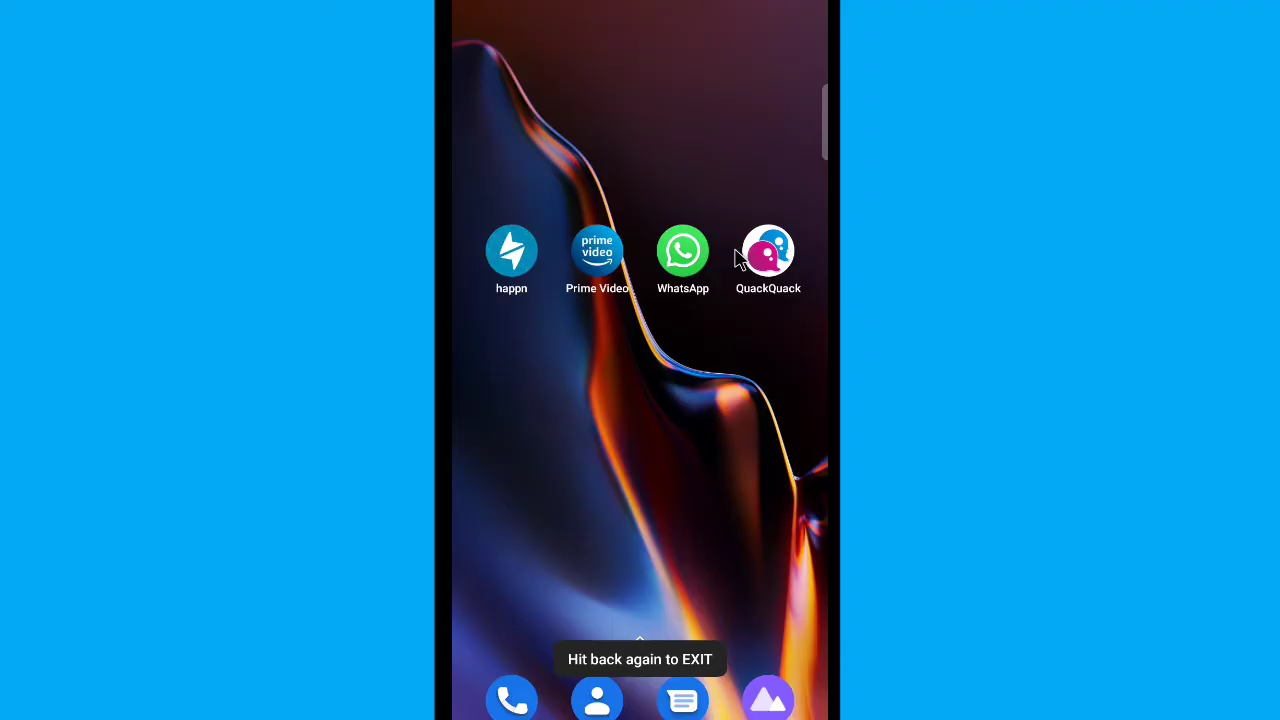 prime
video
happn
Prime Video
WhatsApp
QuackQuack
Hit back again to EXIT